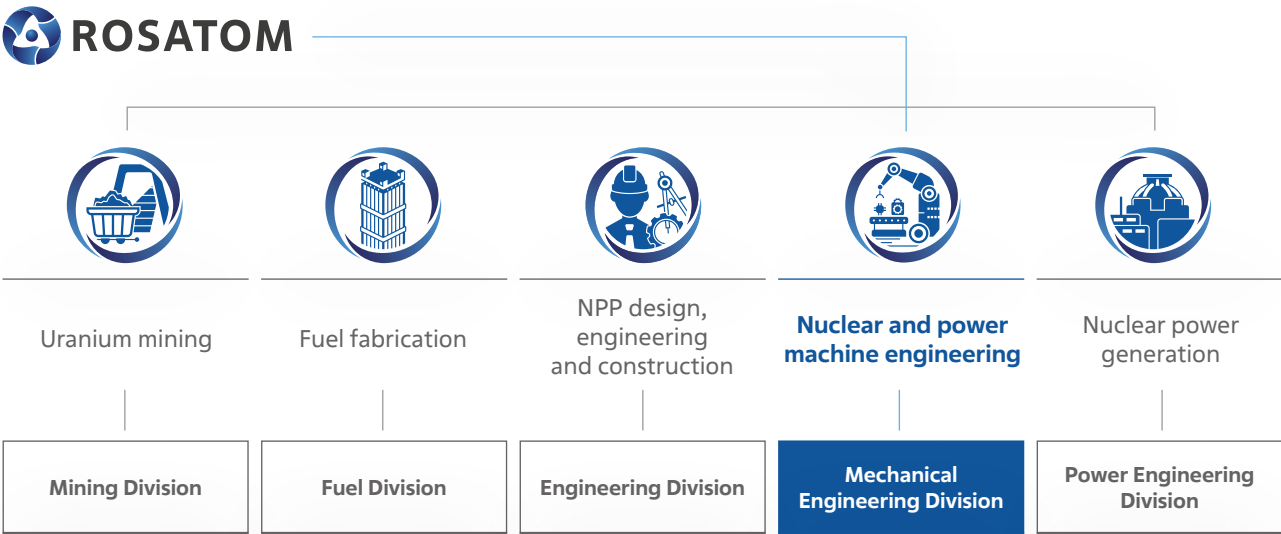 ROSATOM
Uranium mining
Fuel fabrication
NPP design,
engineering
and construction
Nuclear and power
machine engineering
Nuclear power
generation
Mining Division
Fuel Division
Engineering Division
Mechanical
Engineering Division
Power Engineering
Division